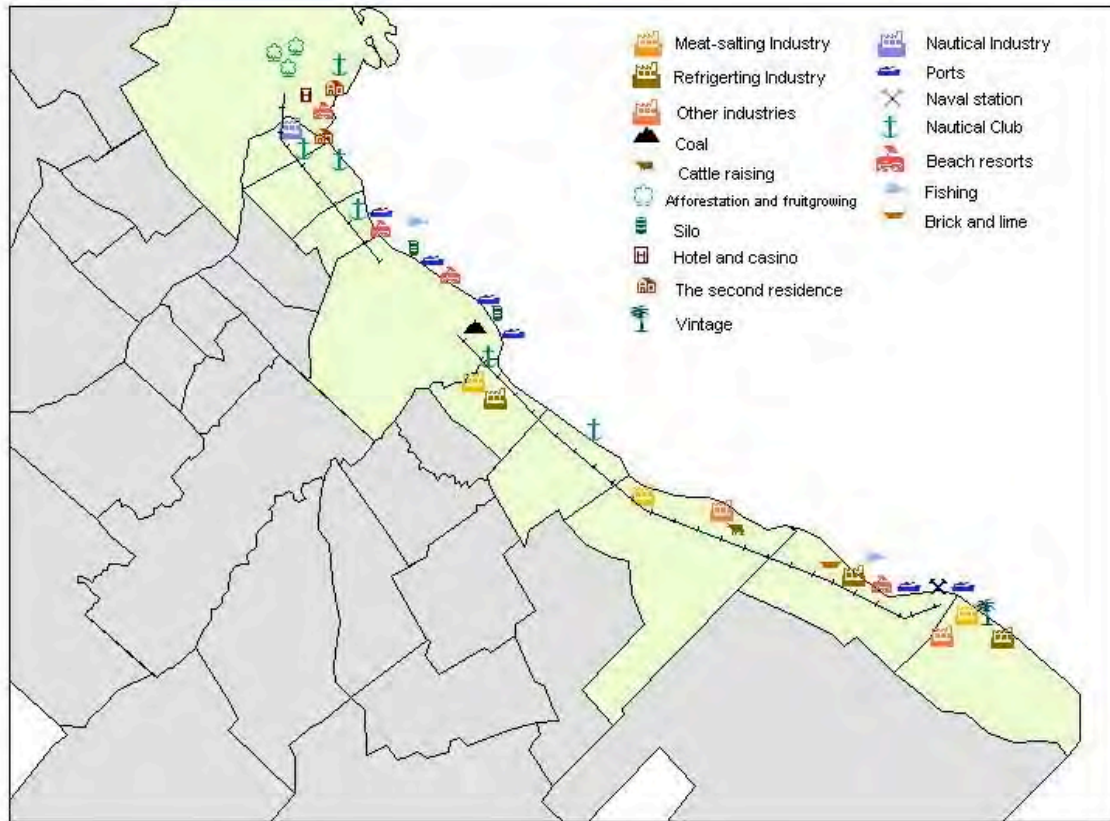 Meat-salting Industry
Refrigerting Industry
Other industries
Coal
Cattle raising
Afforestation and fruitgrowing
Silo
Hotel and casino
The second residence
Vintage
Nautical Industry
Ports
Naval station
Nautical Club
Beach resorts
Fishing
Brick and lime